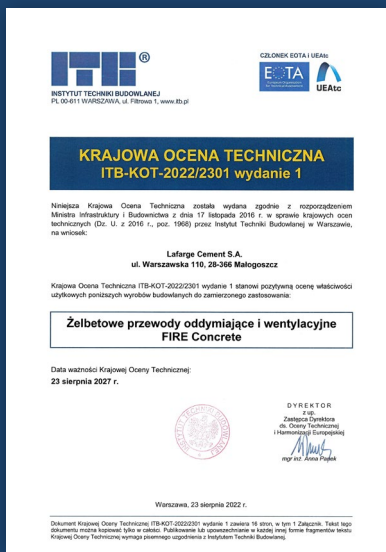 ITB ®
CZŁONEK EOTA i UEAtc
EOTA
UEAtc
INSTYTUT TECHNIKI BUDOWLANEJ
PL 00-611 WARSZAWA, ul. Filtrowa 1, www.itb.pl
KRAJOWA OCENA TECHNICZNA
ITB-KOT-2022/2301 wydanie 1
Niniejsza Krajowa Ocena Techniczna została wydana zgodnie z rozporządzeniem
Ministra Infrastruktury i Budownictwa z dnia 17 listopada 2016 r. w sprawie krajowych ocen
technicznych (Dz. U. z 2016 r., poz. 1968) przez Instytut Techniki Budowlanej w Warszawie,
na wniosek:
Lafarge Cement S.A.
ul. Warszawska 110, 28-366 Małogoszcz
Krajowa Ocena Techniczna ITB-KOT-2022/2301 wydanie 1 stanowi pozytywną ocenę właściwości
użytkowych poniższych wyrobów budowlanych do zamierzonego zastosowania:
Żelbetowe przewody oddymiające i wentylacyjne
FIRE Concrete
Data ważności Krajowej Oceny Technicznej:
23 sierpnia 2027 r.
DYREKTOR
z up.
Zastępca Dyrektora
ds. Oceny Technicznej
i Harmonizacji Europejskiej
mgr inż. Anna Panek
Warszawa, 23 sierpnia 2022 r.
Dokument Krajowej Oceny Technicznej ITB-KOT-2022/2301 wydanie 1 zawiera 16 stron, w tym 1 Załącznik. Tekst tego
dokumentu można kopiować tylko w całości. Publikowanie lub upowszechnianie w każdej innej formie fragmentów tekstu
Krajowej Oceny Technicznej wymaga pisemnego uzgodnienia z Instytutem Techniki Budowlanej.